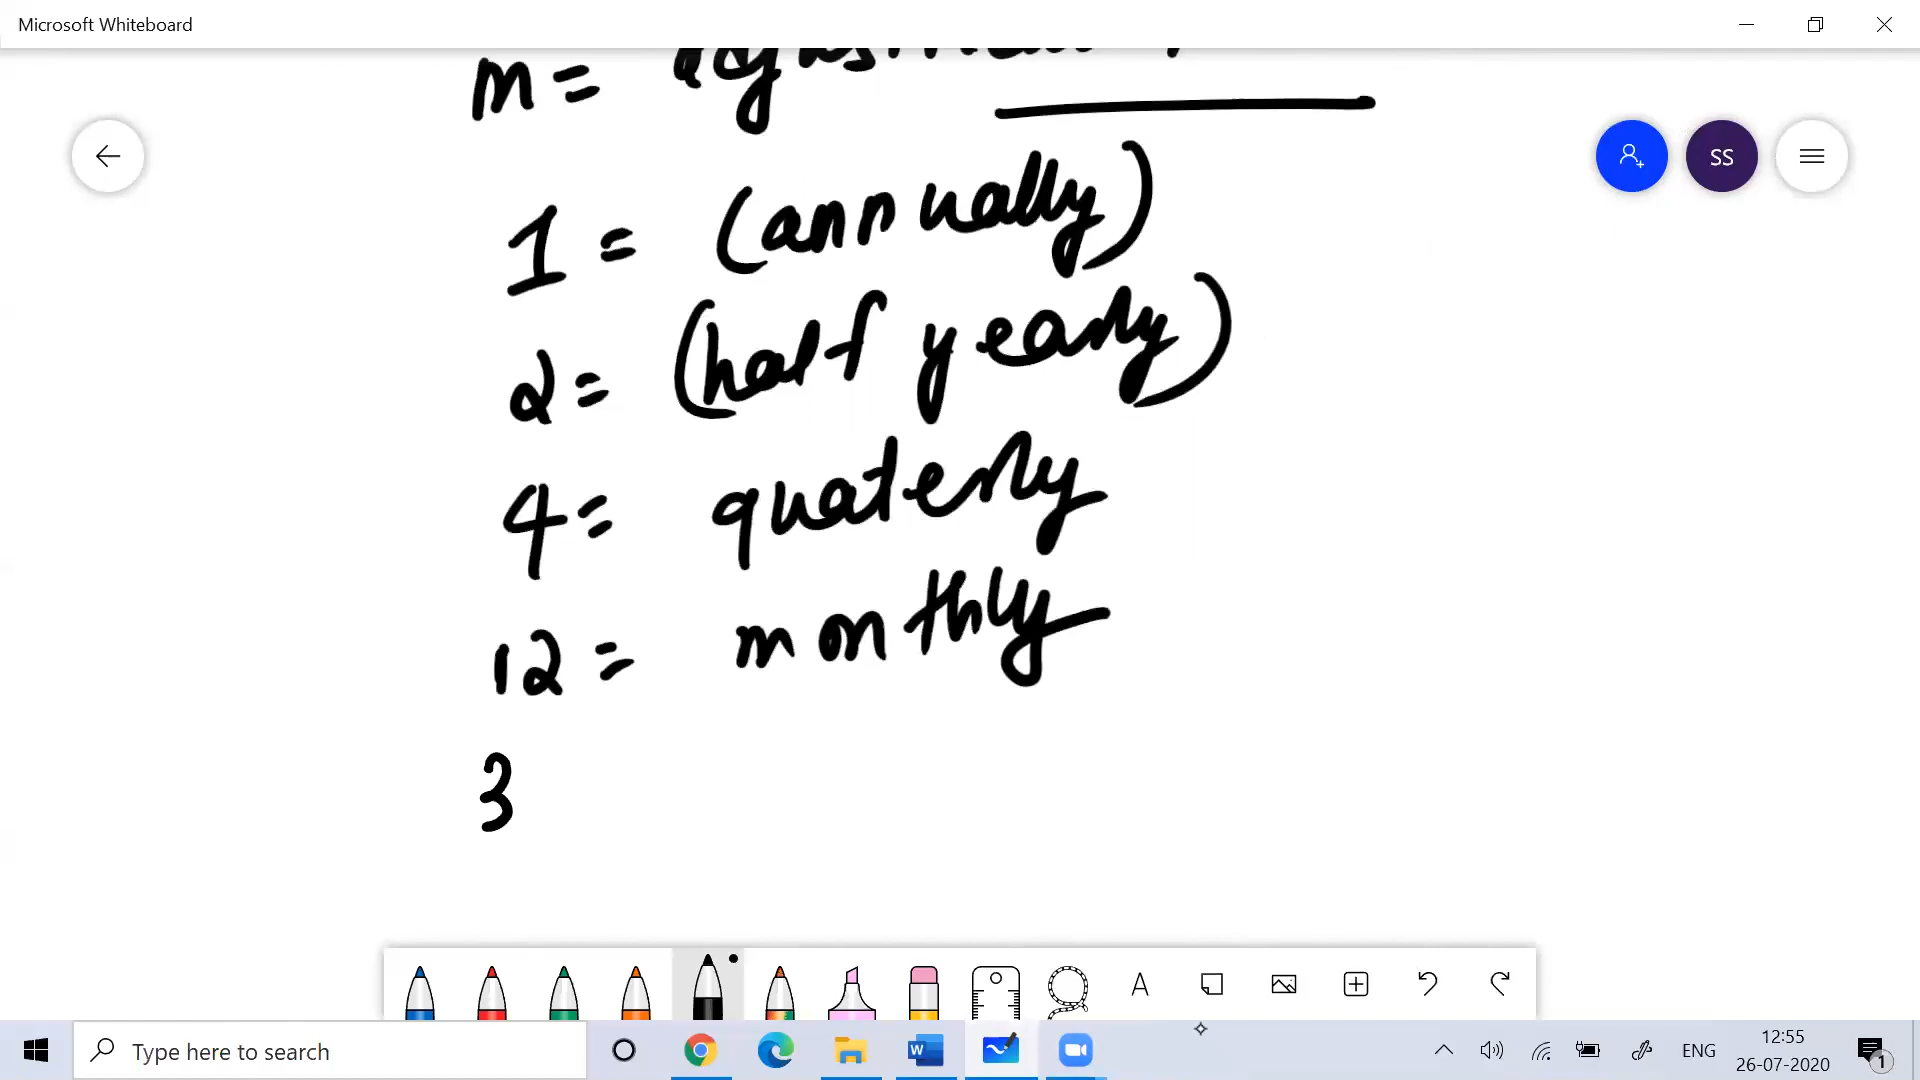 Microsoft Whiteboard
m =
SS
1 = (annually)
2 = (half yearly)
4 = quaterly
12 = monthly
3
A
Type here to search
ENG
12:55
26-07-2020
1